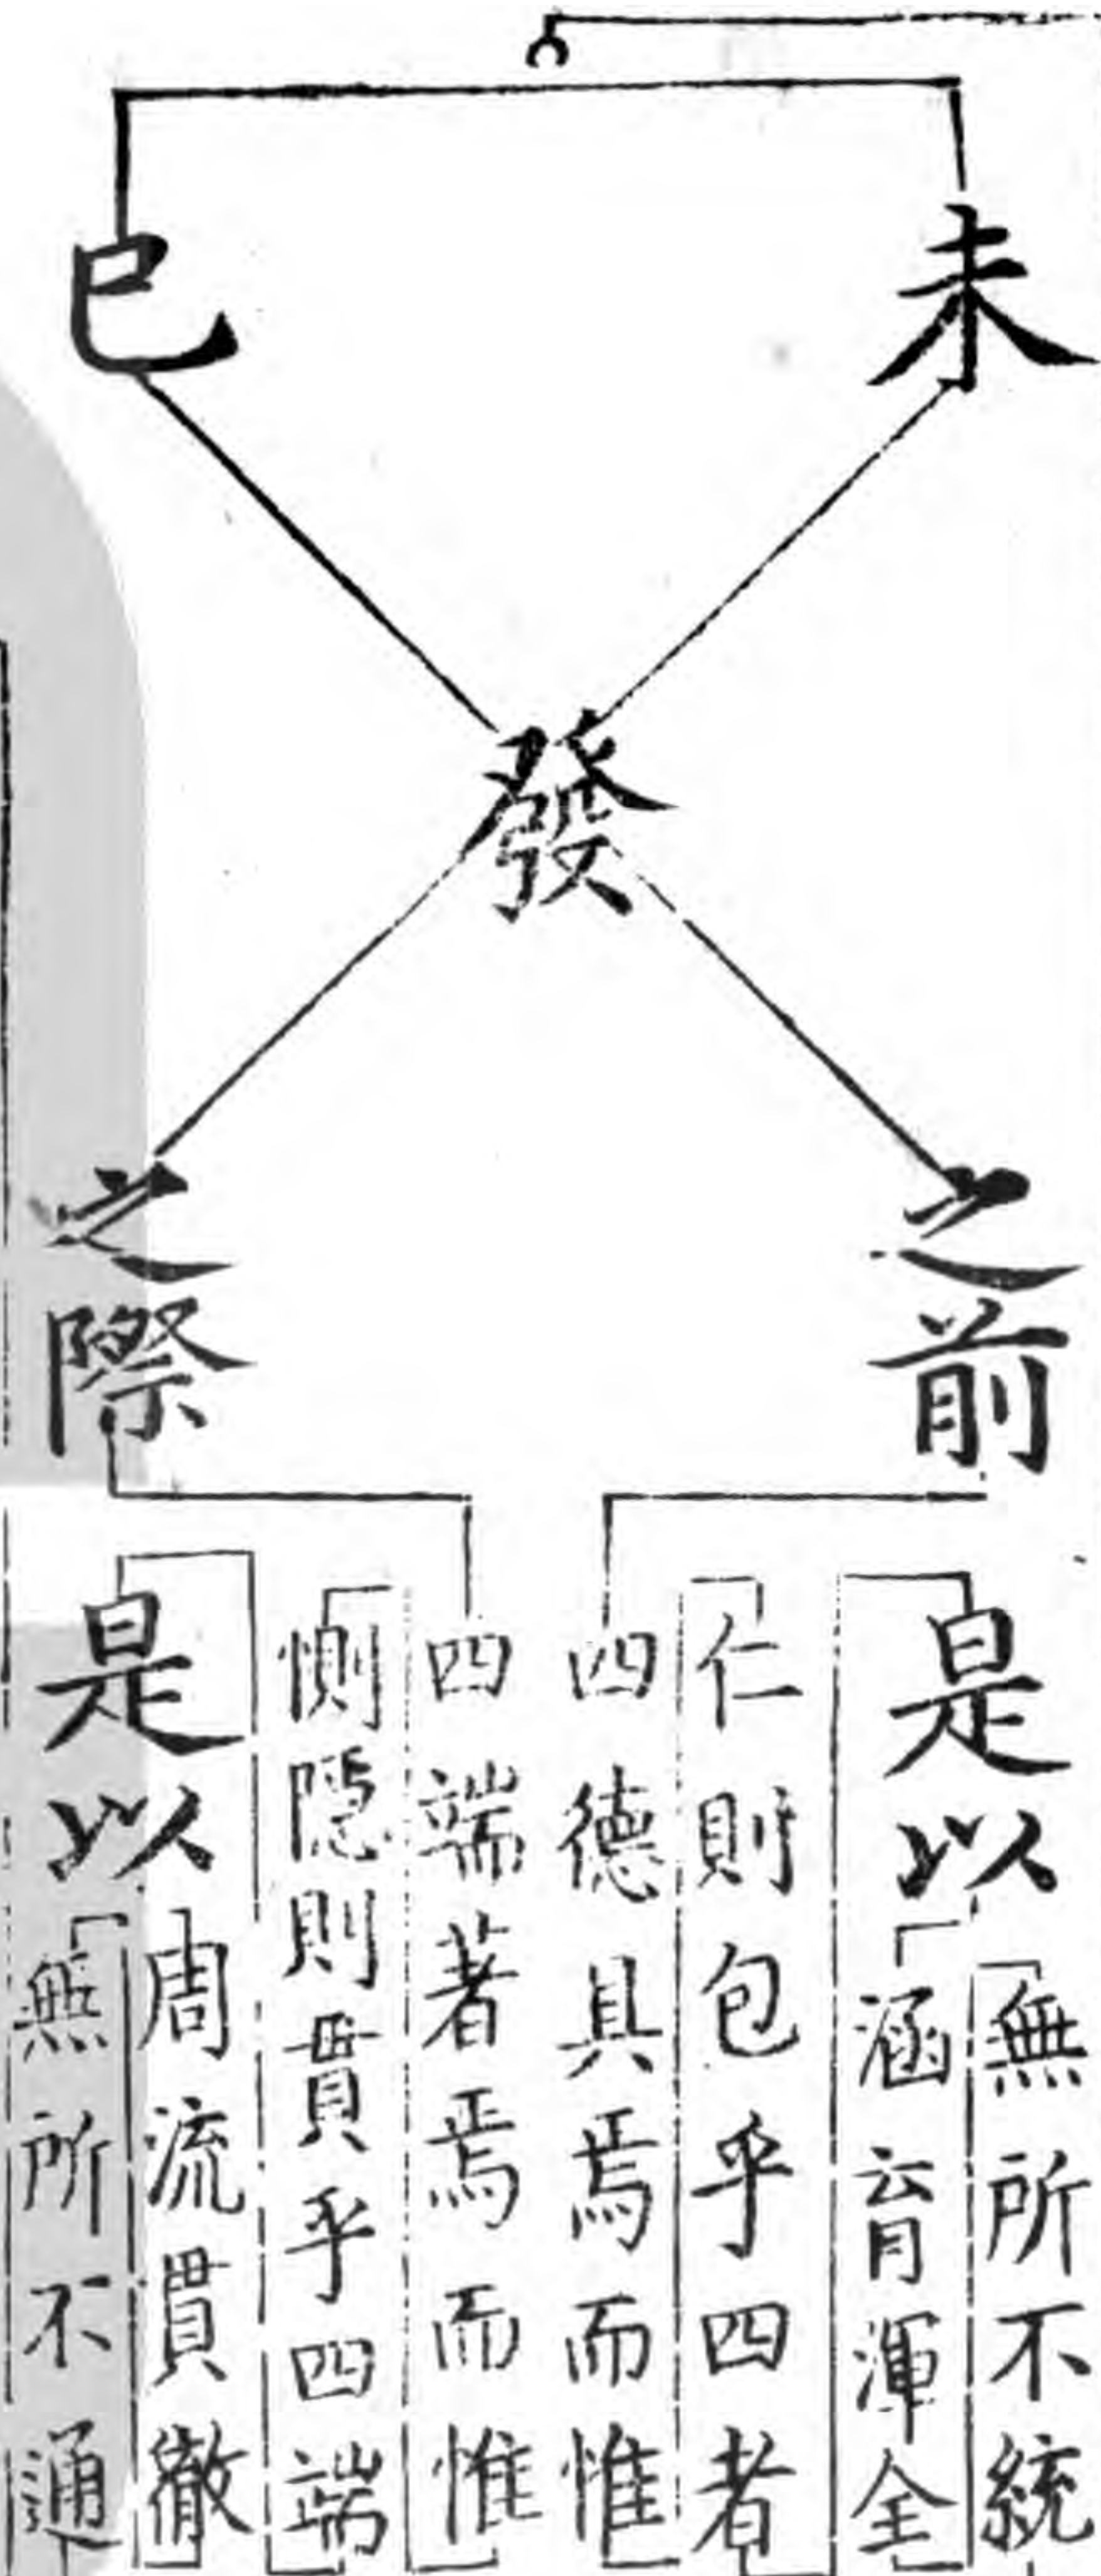 未
已
發
之前
之際
四德具焉而惟
仁則包乎四者
是以
涵育渾全
無所不統
四端著焉而惟
惻隱則貫乎四端
是以
周流貫徹
無所不通